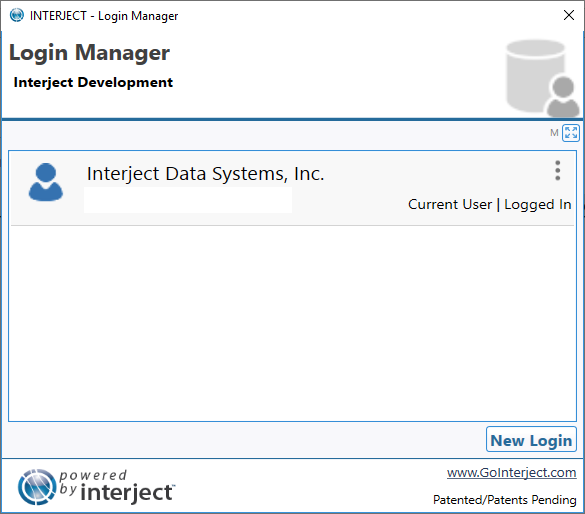 INTERJECT - Login Manager
Login Manager
Interject Development
M
Interject Data Systems, Inc.
Current User | Logged In
New Login
powered
by interject™
www.GoInterject.com
Patented/Patents Pending